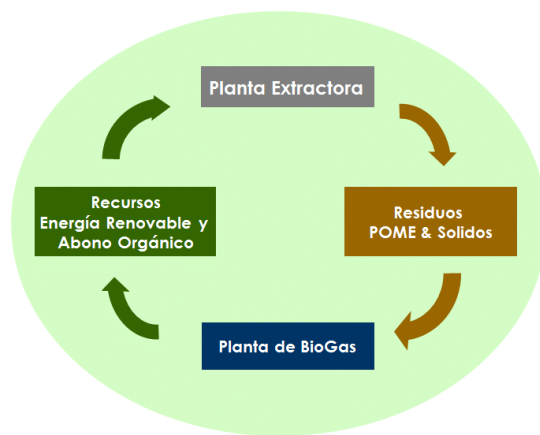 Planta Extractora
Recursos
Energía Renovable y
Abono Orgánico
Residuos
POME & Solidos
Planta de BioGas